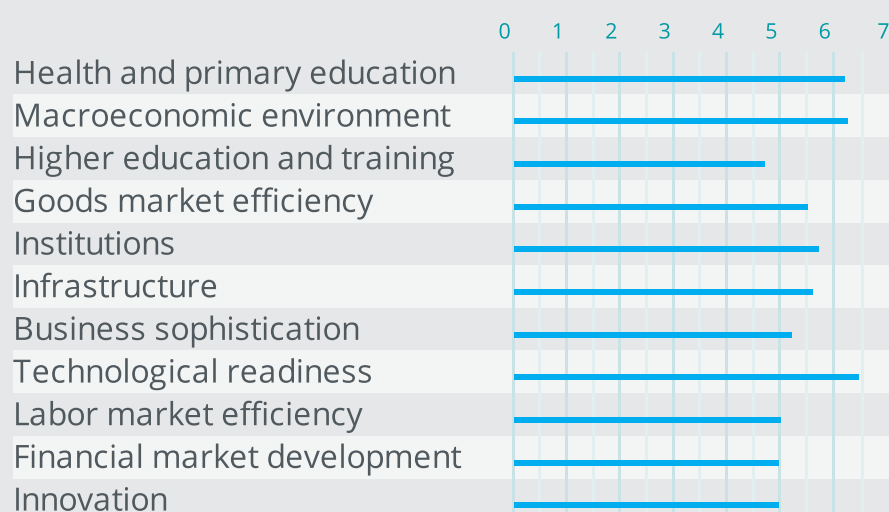 0 1 2 3 4 5 6 7
Health and primary education
Macroeconomic environment
Higher education and training
Goods market efficiency
Institutions
Infrastructure
Business sophistication
Technological readiness
Labor market efficiency
Financial market development
Innovation